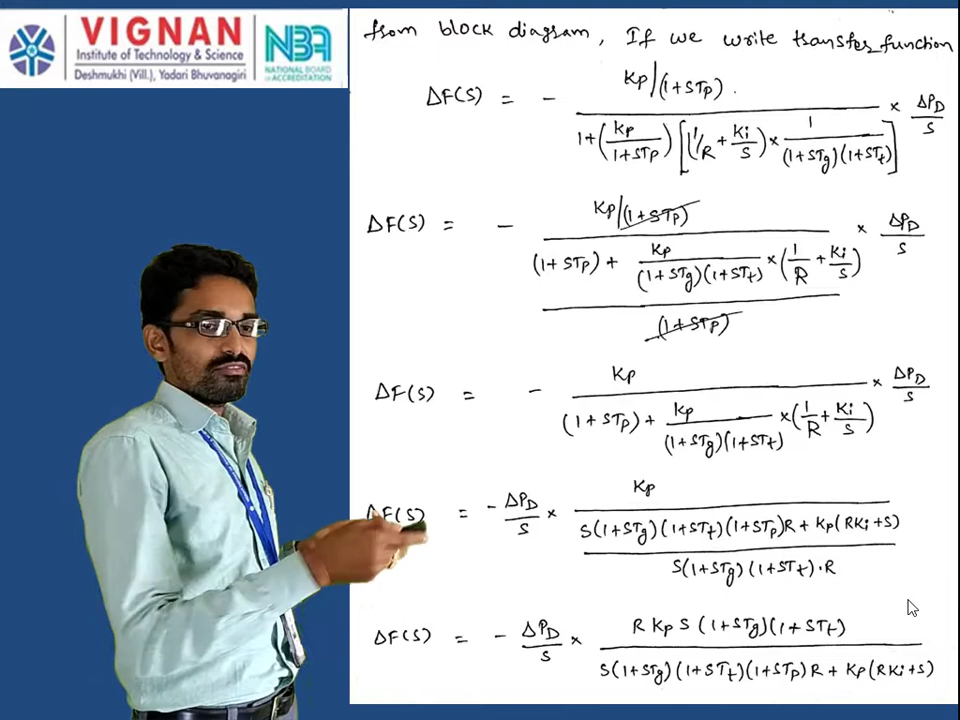 VIGNAN
Institute of Technology & Science
Deshmukhi (Vill.), Yadari Bhuvanagiri
NBA
NATIONAL BOARD
of ACCREDITATION
from block diagram, If we write transfer function
ΔF(S) = - Kp/(1+STp) / 1+(Kp/1+STp)[(1/R + Ki/S) × 1/(1+STg)(1+STt)] × ΔPD/S
ΔF(S) = - Kp/(1+STp) / (1+STp) + Kp/(1+STg)(1+STt) × (1/R + Ki/S) / (1+STp) × ΔPD/S
ΔF(S) = - Kp / (1+STp) + Kp/(1+STg)(1+STt) × (1/R + Ki/S) × ΔPD/S
ΔF(S) = - ΔPD/S × Kp / S(1+STg)(1+STt)(1+STp)R + Kp(RKi+S) / S(1+STg)(1+STt).R
ΔF(S) = - ΔPD/S × R Kp S (1+STg)(1+STt) / S(1+STg)(1+STt)(1+STp)R + Kp(RKi+S)